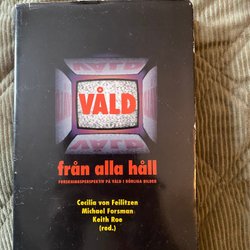 VÅLD
från alla håll
FORSKNINGSPERSPEKTIV PÅ VÅLD I RÖRLIGA BILDER
Cecilia von Feilitzen
Michael Forsman
Keith Roe
(red.)